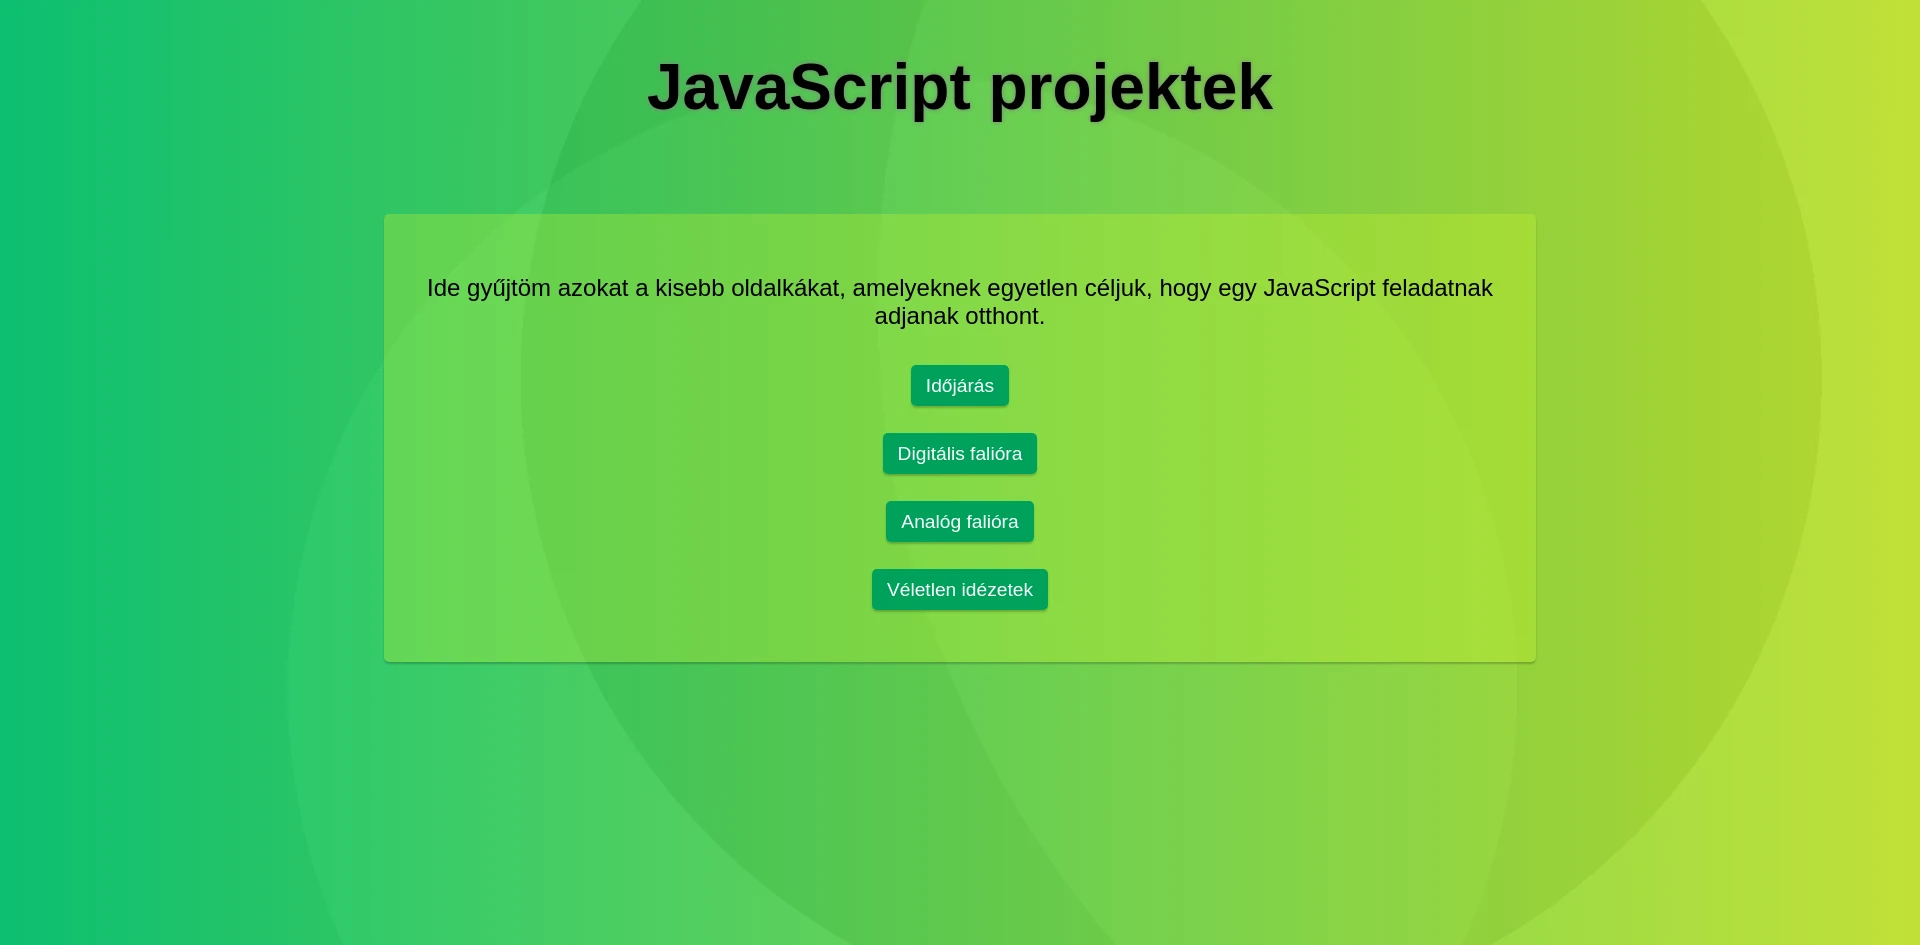 JavaScript projektek
Ide gyűjtöm azokat a kisebb oldalkákat, amelyeknek egyetlen céljuk, hogy egy JavaScript feladatnak
adjanak otthont.
Időjárás
Digitális falióra
Analóg falióra
Véletlen idézetek